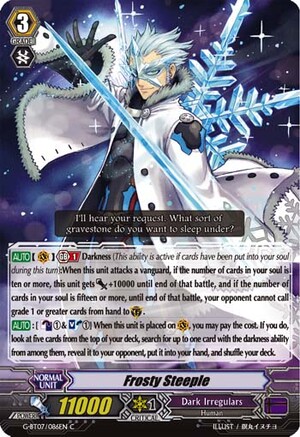 3
GRADE
I'll hear your request. What sort of
gravestone do you want to sleep under?
AUTO GB 1 Darkness (This ability is active if cards have been put into your soul
during this turn):When this unit attacks a vanguard, if the number of cards in your soul is
ten or more, this unit gets +10000 until end of that battle, and if the number of
cards in your soul is fifteen or more, until end of that battle, your opponent cannot call
grade 1 or greater cards from hand to G.
AUTO : [ & ] When this unit is placed on R, you may pay the cost. If you do,
look at five cards from the top of your deck, search for up to one card with the darkness
ability from among them, reveal it to your opponent, put it into your hand, and shuffle your deck.
NORMAL
UNIT
Frosty Steeple
G-BT07/086EN C
POWER
11000
1
CRITICAL
Dark Irregulars
Human